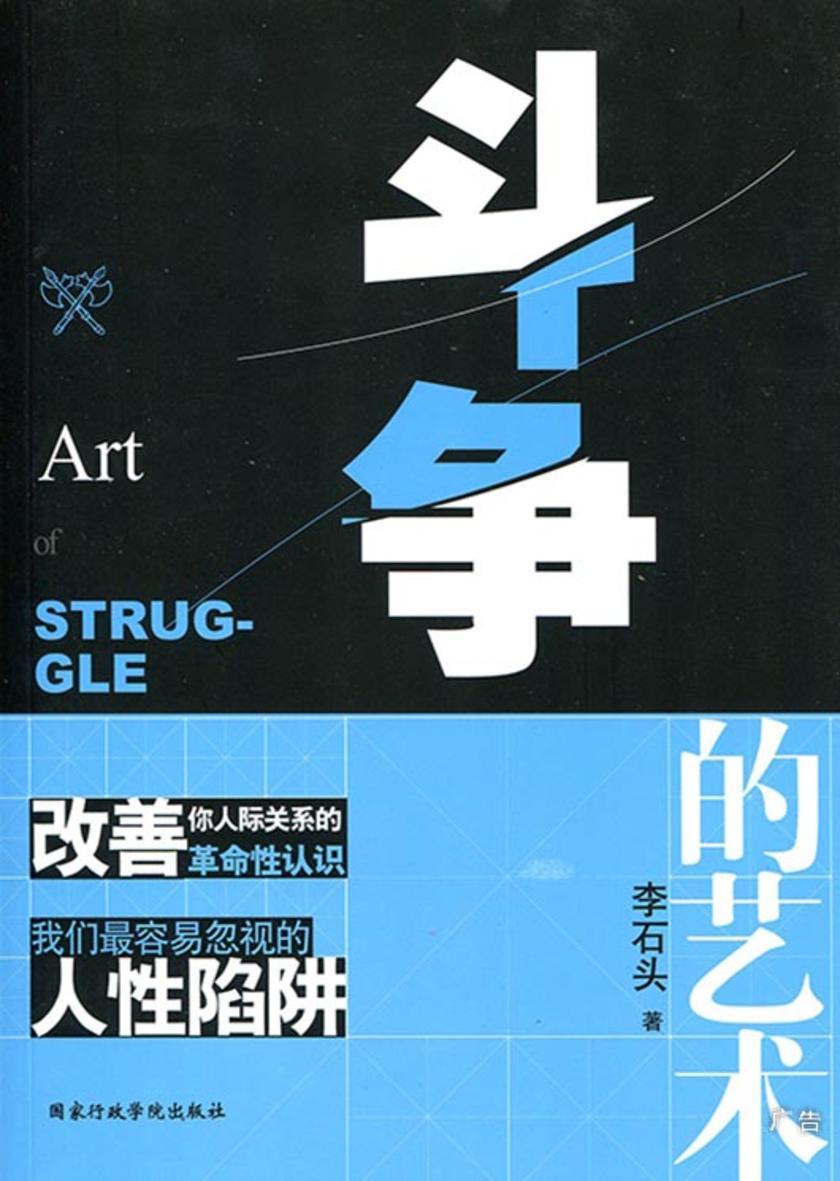 斗争
的艺术
Art
of
STRUG-
GLE
改善你人际关系的
革命性认识
我们最容易忽视的
人性陷阱
李石头
著
国家行政学院出版社
广告